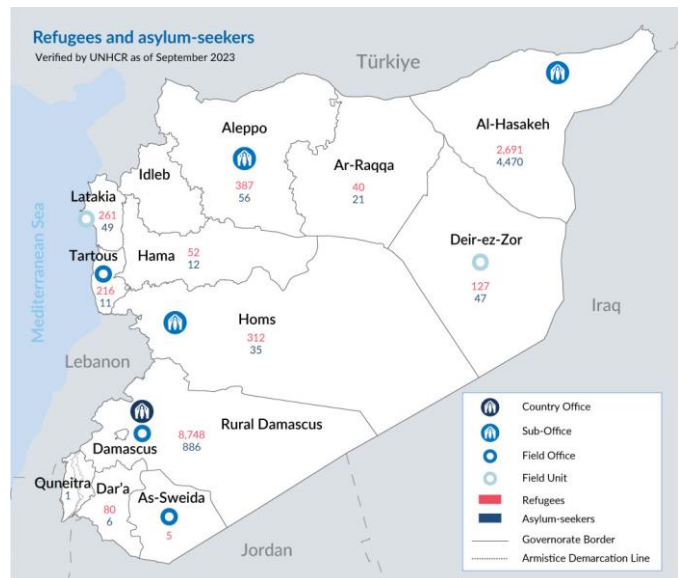 Refugees and asylum-seekers
Verified by UNHCR as of September 2023
Türkiye
Aleppo
387
56
Al-Hasakeh
2,691
4,470
Ar-Raqqa
40
21
Idleb
Latakia
261
49
Mediterranean Sea
Tartous
216
11
Hama
52
12
Deir-ez-Zor
127
47
Iraq
Homs
312
35
Lebanon
Rural Damascus
8,748
886
Damascus
Quneitra
1
Dar'a
80
6
As-Sweida
5
Jordan
Country Office
Sub-Office
Field Office
Field Unit
Refugees
Asylum-seekers
Governorate Border
Armistice Demarcation Line